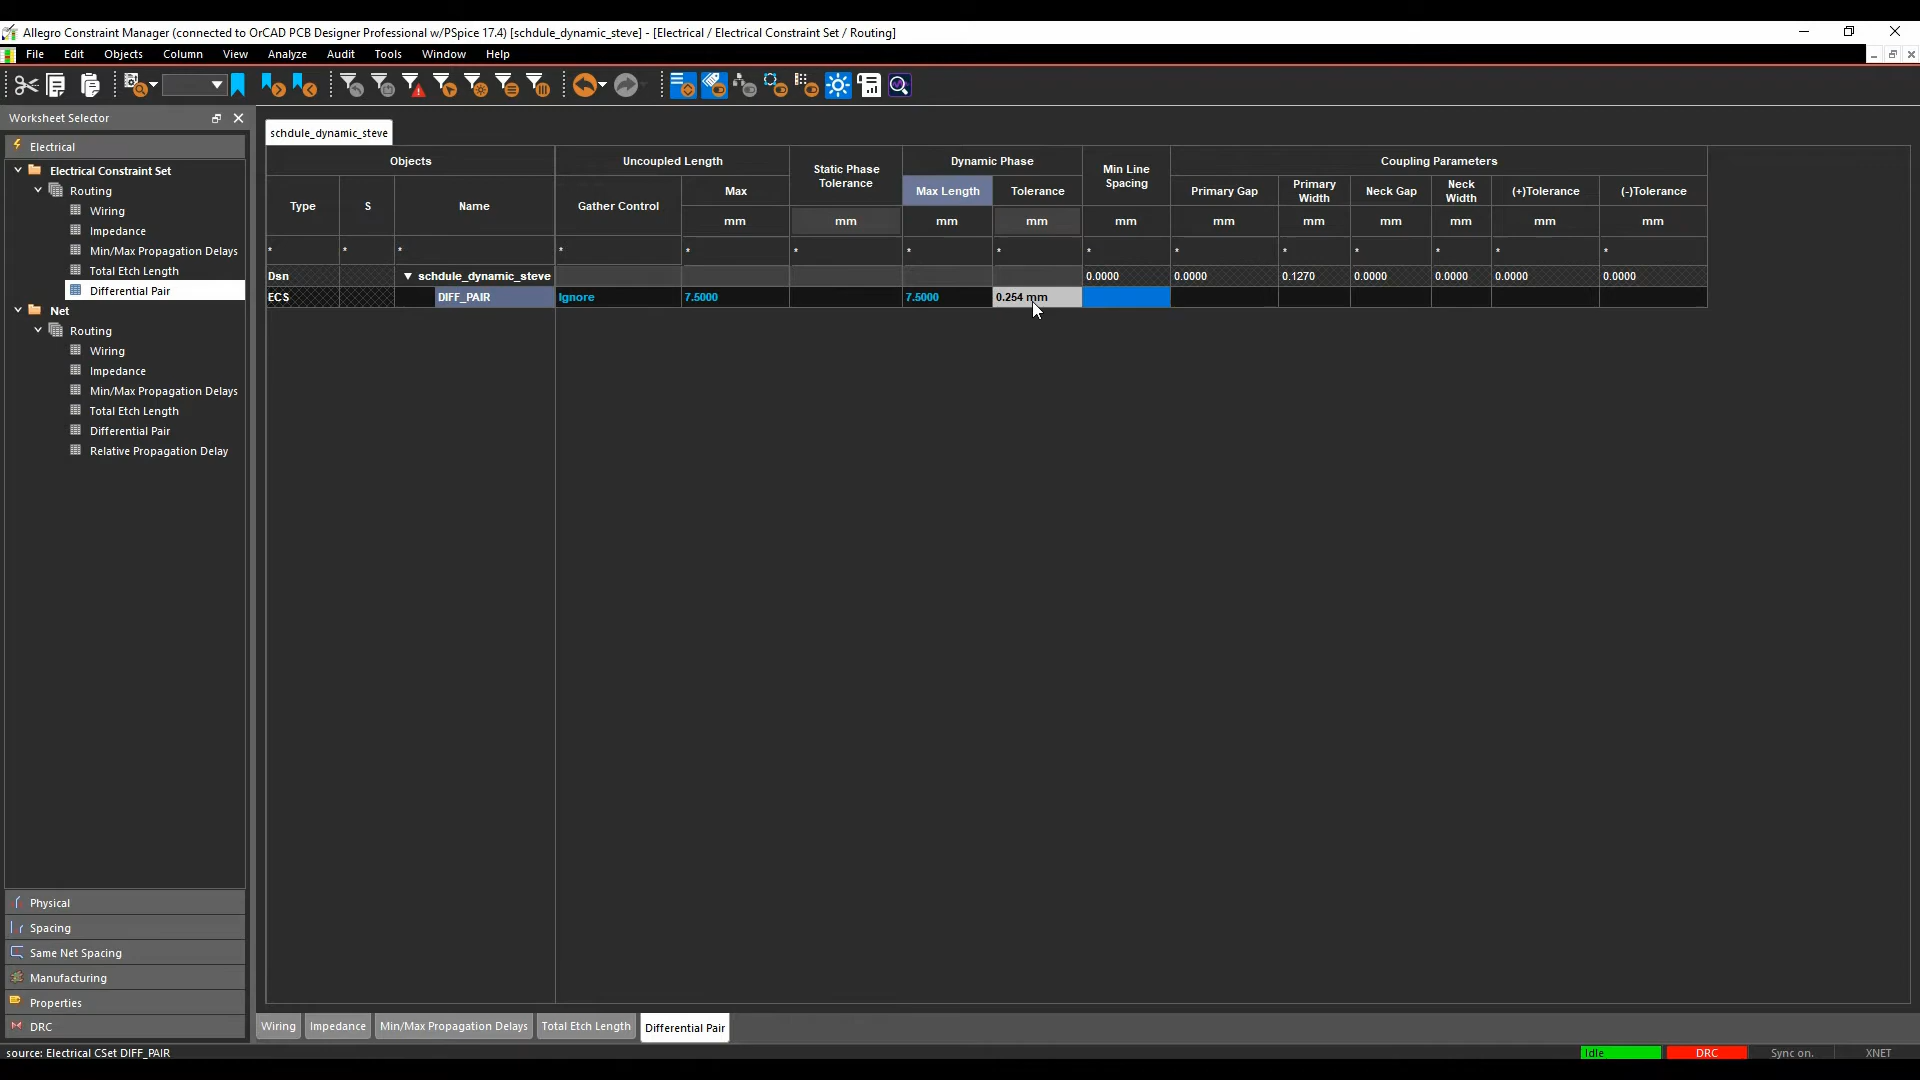 Allegro Constraint Manager (connected to OrCAD PCB Designer Professional w/PSpice 17.4) [schdule_dynamic_steve] - [Electrical / Electrical Constraint Set / Routing]
File Edit Objects Column View Analyze Audit Tools Window Help
Worksheet Selector
Electrical
Electrical Constraint Set
Routing
Wiring
Impedance
Min/Max Propagation Delays
Total Etch Length
Differential Pair
Net
Routing
Wiring
Impedance
Min/Max Propagation Delays
Total Etch Length
Differential Pair
Relative Propagation Delay
Physical
Spacing
Same Net Spacing
Manufacturing
Properties
DRC
schdule_dynamic_steve
Objects Uncoupled Length Static Phase Tolerance Dynamic Phase Min Line Spacing Coupling Parameters
Type S Name Gather Control Max Max Length Tolerance Primary Gap Primary Width Neck Gap Neck Width (+)Tolerance (-)Tolerance
mm mm mm mm mm mm mm mm mm mm mm
* * * * * * * * * * * * * * *
Dsn schdule_dynamic_steve 0.0000 0.0000 0.1270 0.0000 0.0000 0.0000 0.0000
ECS DIFF_PAIR Ignore 7.5000 7.5000 0.254 mm
Wiring Impedance Min/Max Propagation Delays Total Etch Length Differential Pair
source: Electrical CSet DIFF_PAIR
Idle DRC Sync on. XNET